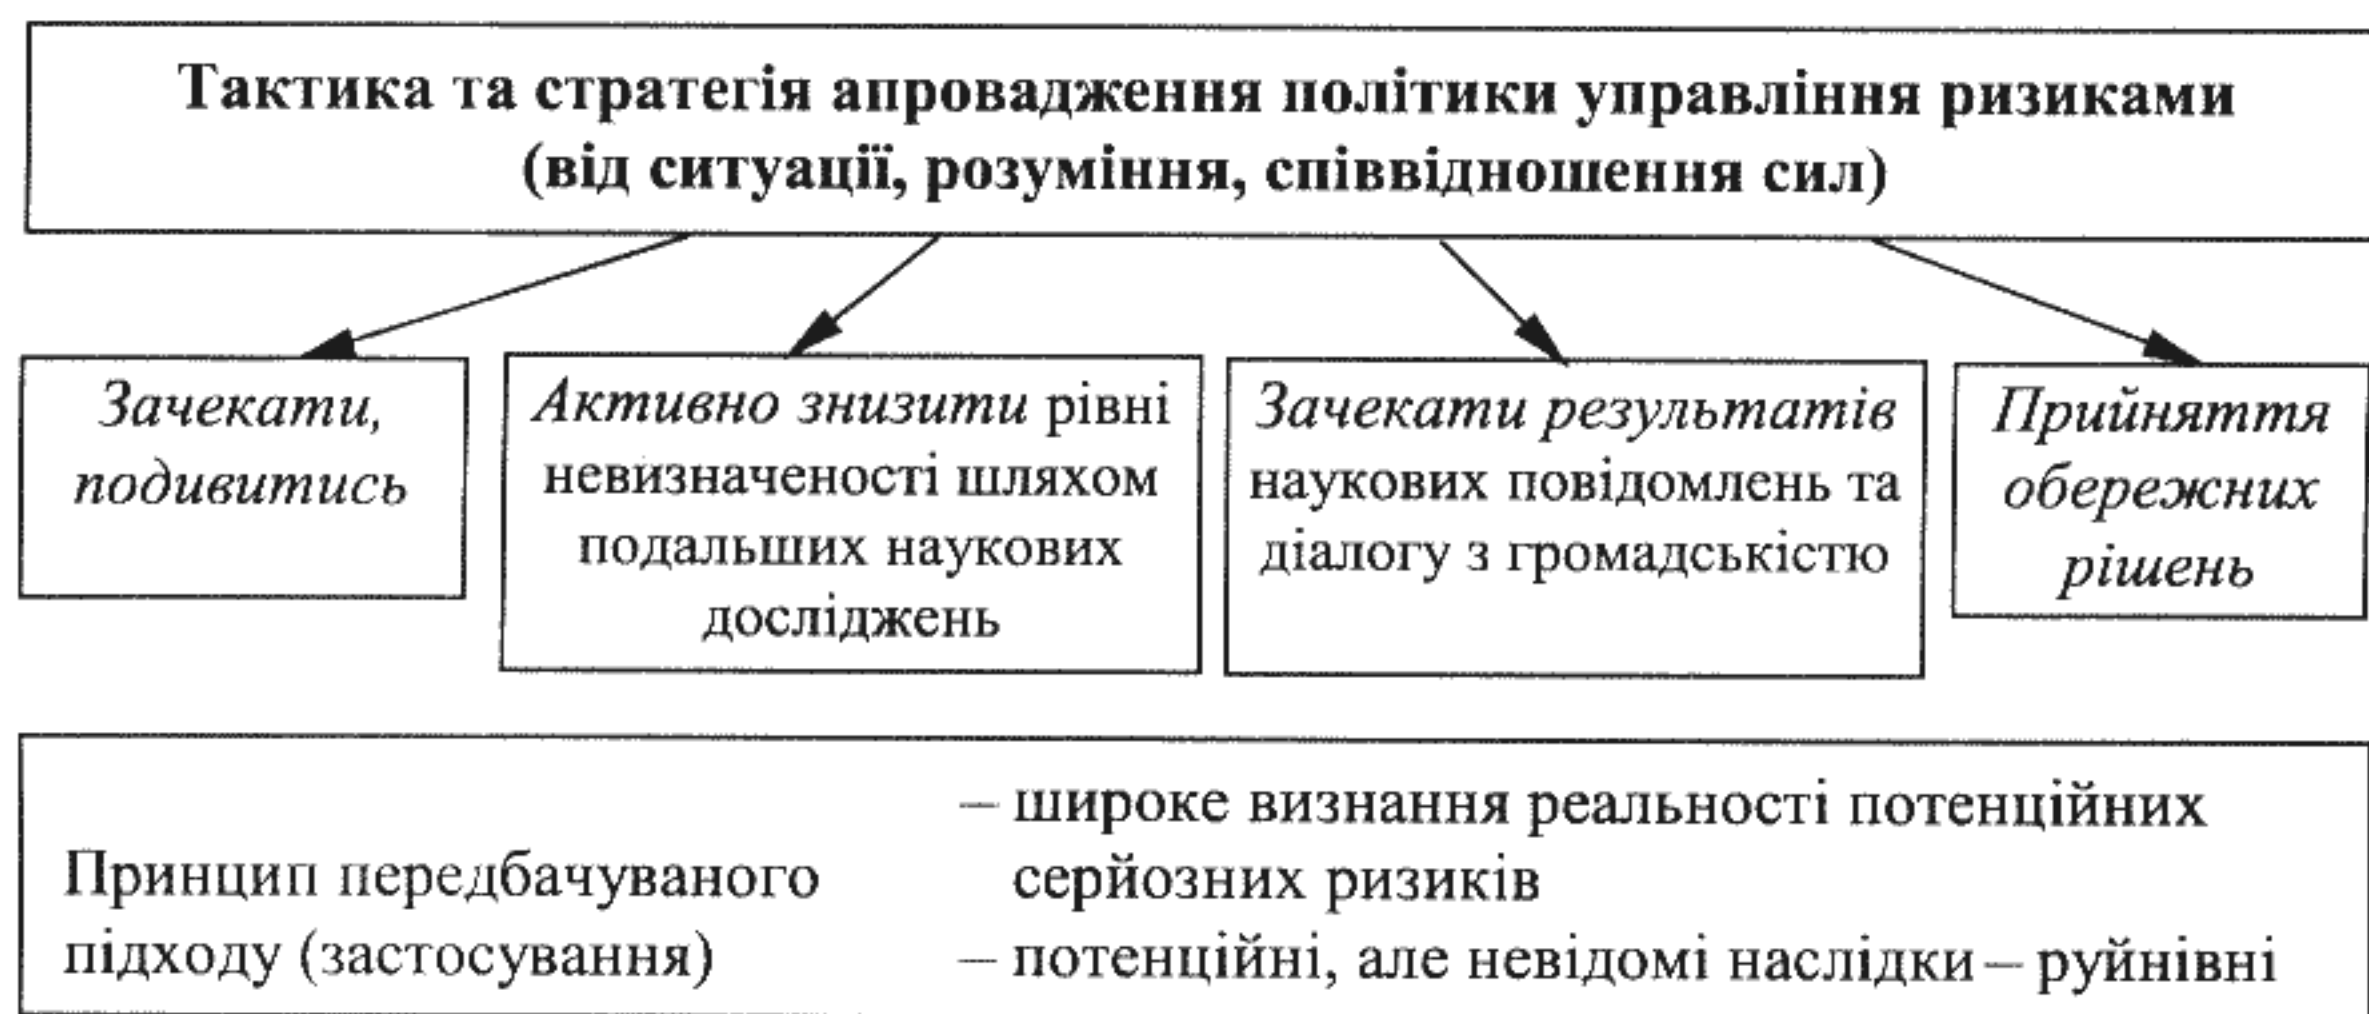 Тактика та стратегія апровадження політики управління ризиками
(від ситуації, розуміння, співвідношення сил)
Зачекати,
подивитись
Активно знизити рівні
невизначеності шляхом
подальших наукових
досліджень
Зачекати результатів
наукових повідомлень та
діалогу з громадськістю
Прийняття
обережних
рішень
Принцип передбачуваного
підходу (застосування)
– широке визнання реальності потенційних
серйозних ризиків
– потенційні, але невідомі наслідки – руйнівні